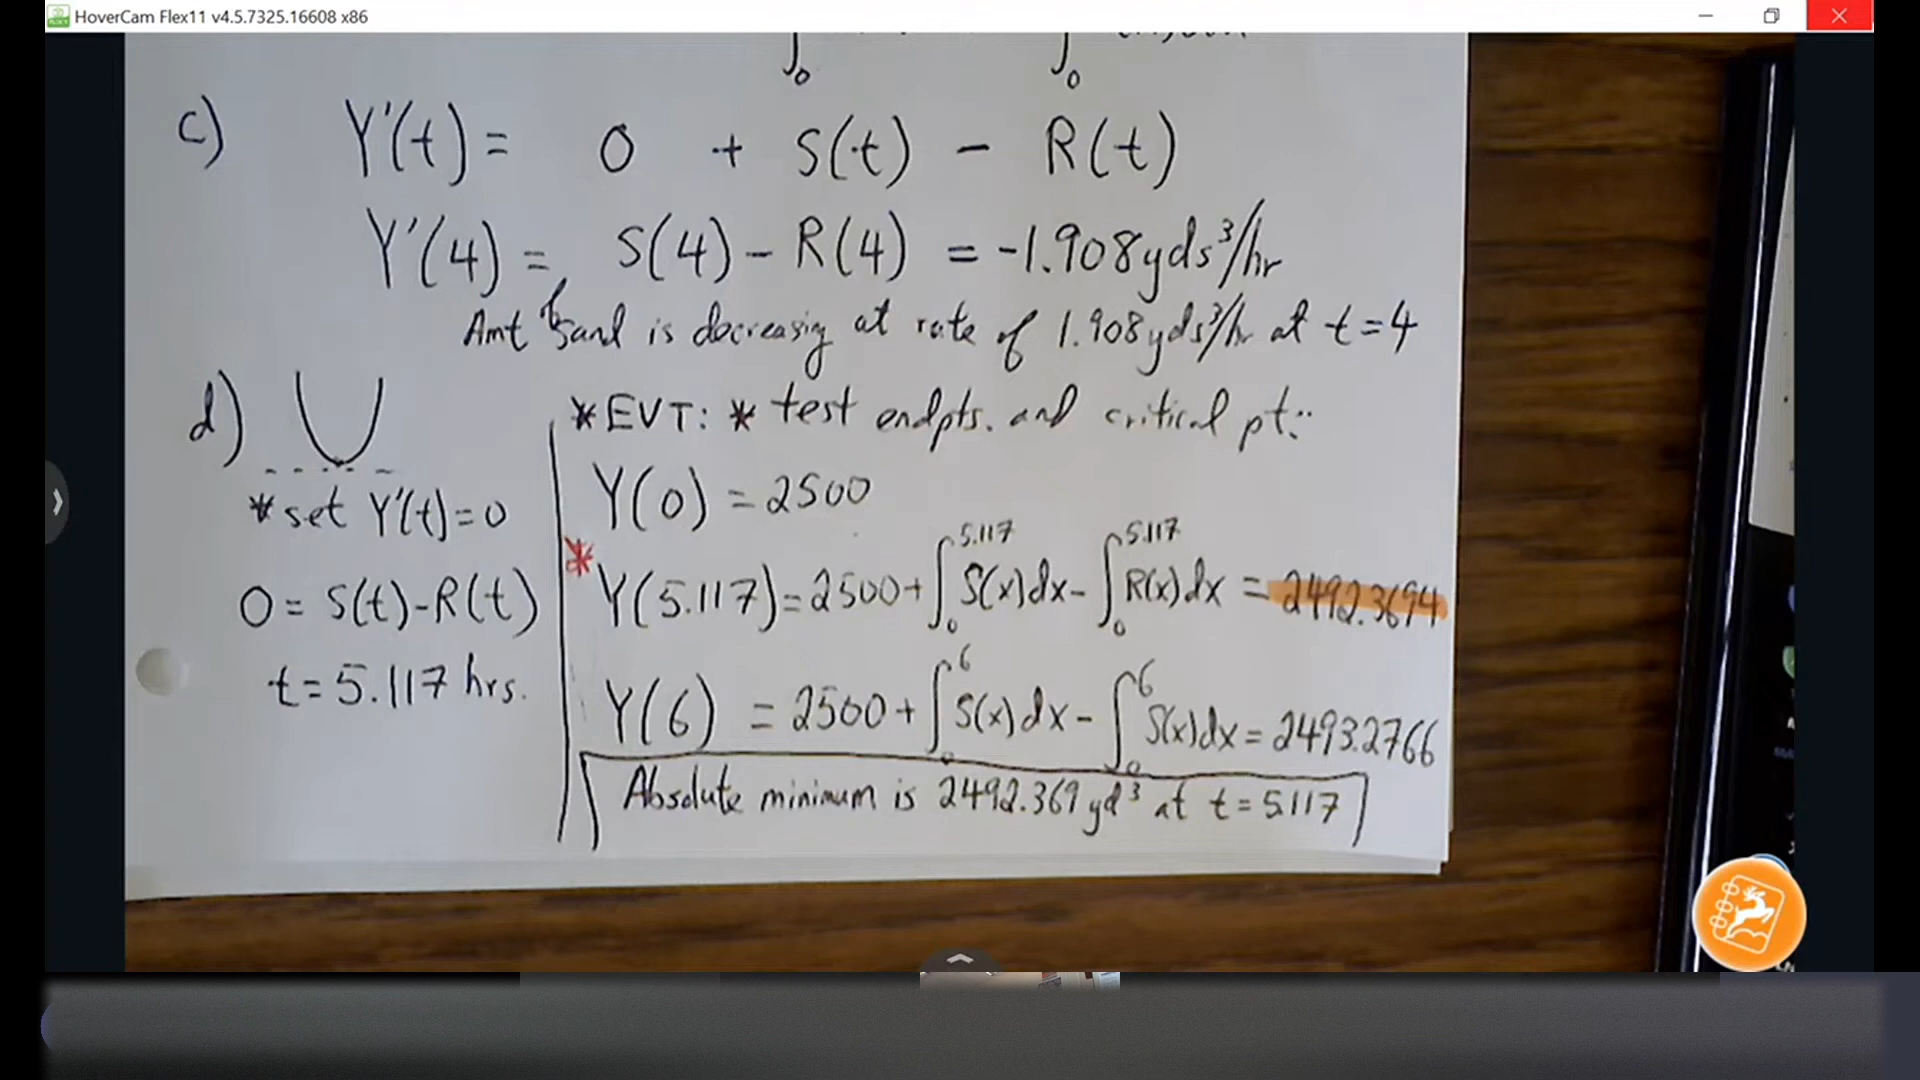 HoverCam Flex11 v4.5.7325.16608 x86
∫₀ ∫₀
c) Y'(t) = 0 + S(t) - R(t)
Y'(4) = S(4) - R(4) = -1.908 yds³/hr
Amt of sand is decreasing at rate of 1.908 yds³/hr at t=4
d)
*EVT: * test endpts. and critical pt.:
Y(0) = 2500
*set Y'(t)=0
* Y(5.117) = 2500 + ∫₀^5.117 S(x)dx - ∫₀^5.117 R(x)dx = 2492.3694
0 = S(t) - R(t)
t = 5.117 hrs.
Y(6) = 2500 + ∫₀^6 S(x)dx - ∫₀^6 S(x)dx = 2493.2766
Absolute minimum is 2492.369 yd³ at t = 5.117